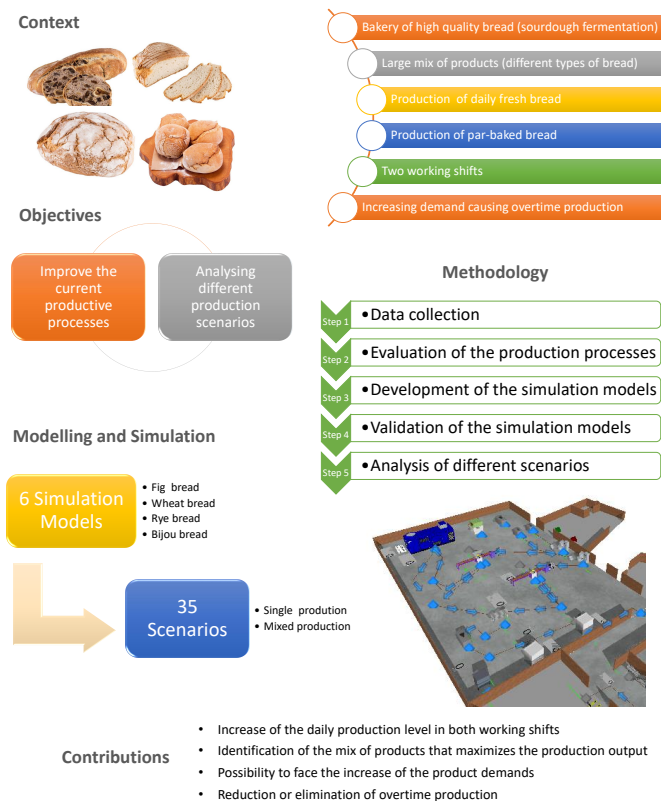 Context
Bakery of high quality bread (sourdough fermentation)
Large mix of products (different types of bread)
Production of daily fresh bread
Production of par-baked bread
Two working shifts
Increasing demand causing overtime production
Objectives
Improve the
current
productive
processes
Analysing
different
production
scenarios
Methodology
Step 1
•Data collection
Step 2
•Evaluation of the production processes
Step 3
•Development of the simulation models
Step 4
•Validation of the simulation models
Step 5
•Analysis of different scenarios
Modelling and Simulation
6 Simulation
Models
• Fig bread
• Wheat bread
• Rye bread
• Bijou bread
35
Scenarios
• Single prodution
• Mixed production
Contributions
• Increase of the daily production level in both working shifts
• Identification of the mix of products that maximizes the production output
• Possibility to face the increase of the product demands
• Reduction or elimination of overtime production